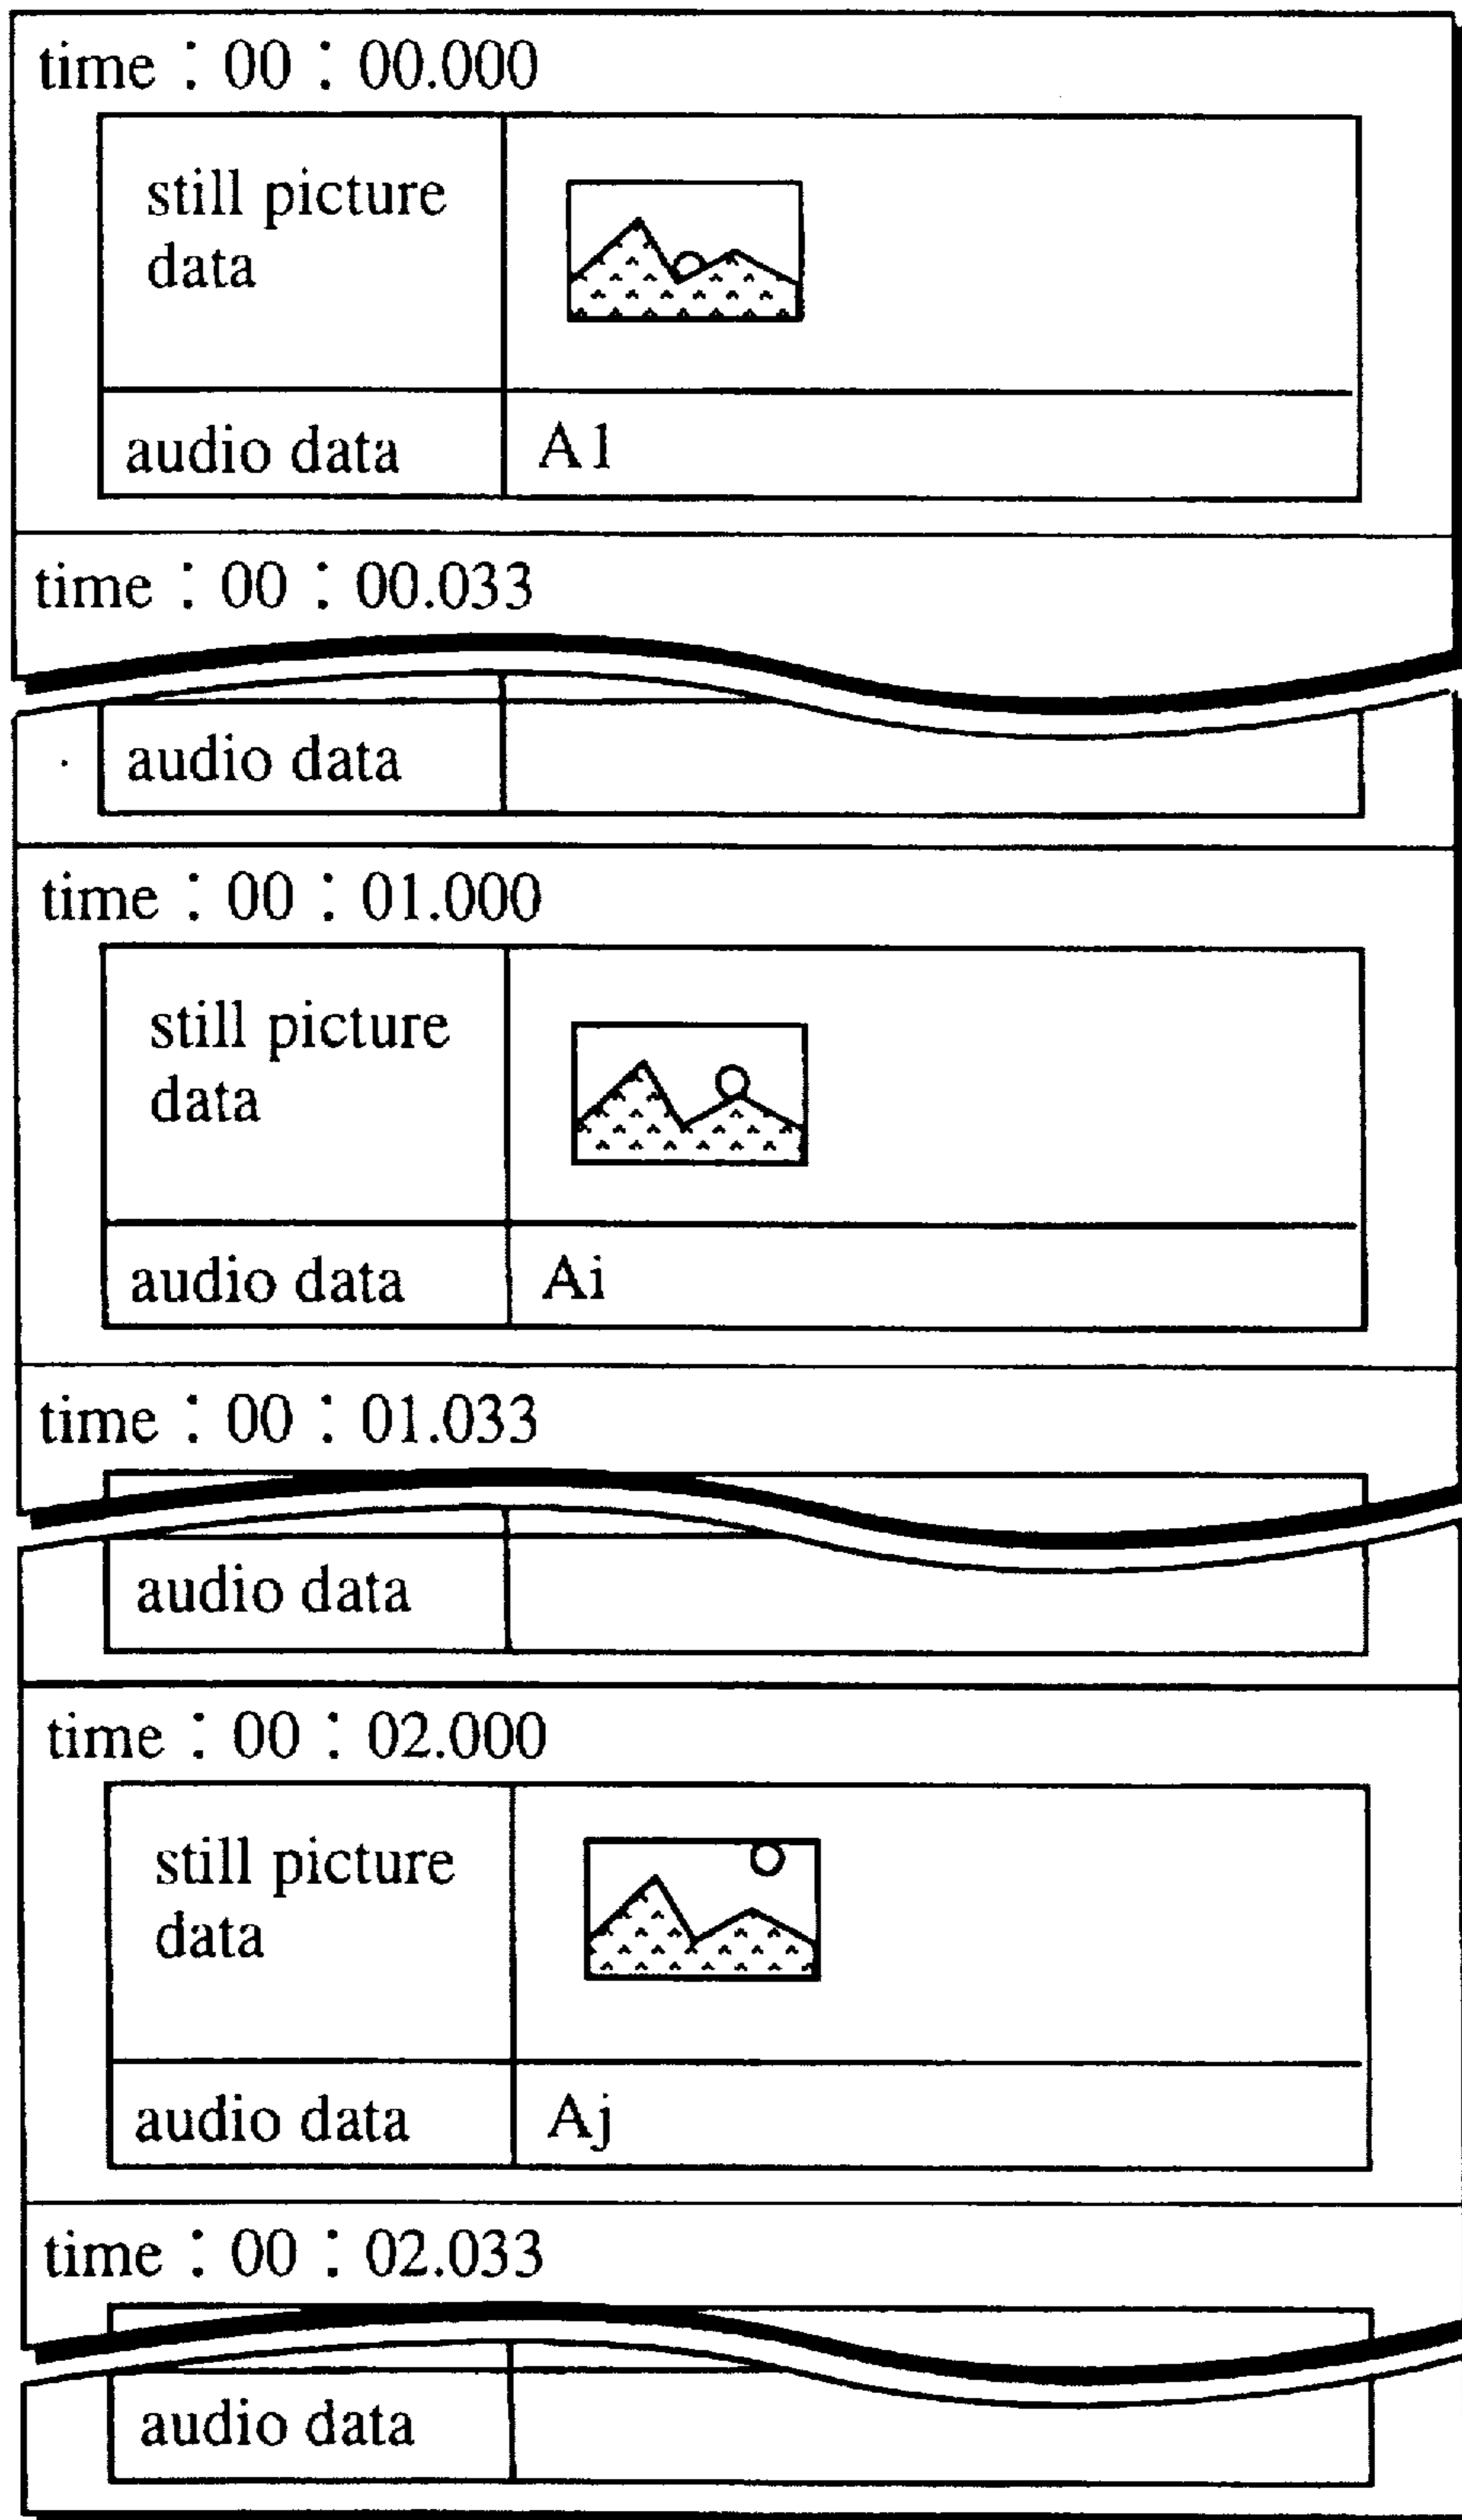 time : 00 : 00.000
still picture
data
audio data A1
time : 00 : 00.033
audio data
time : 00 : 01.000
still picture
data
audio data Ai
time : 00 : 01.033
audio data
time : 00 : 02.000
still picture
data
audio data Aj
time : 00 : 02.033
audio data